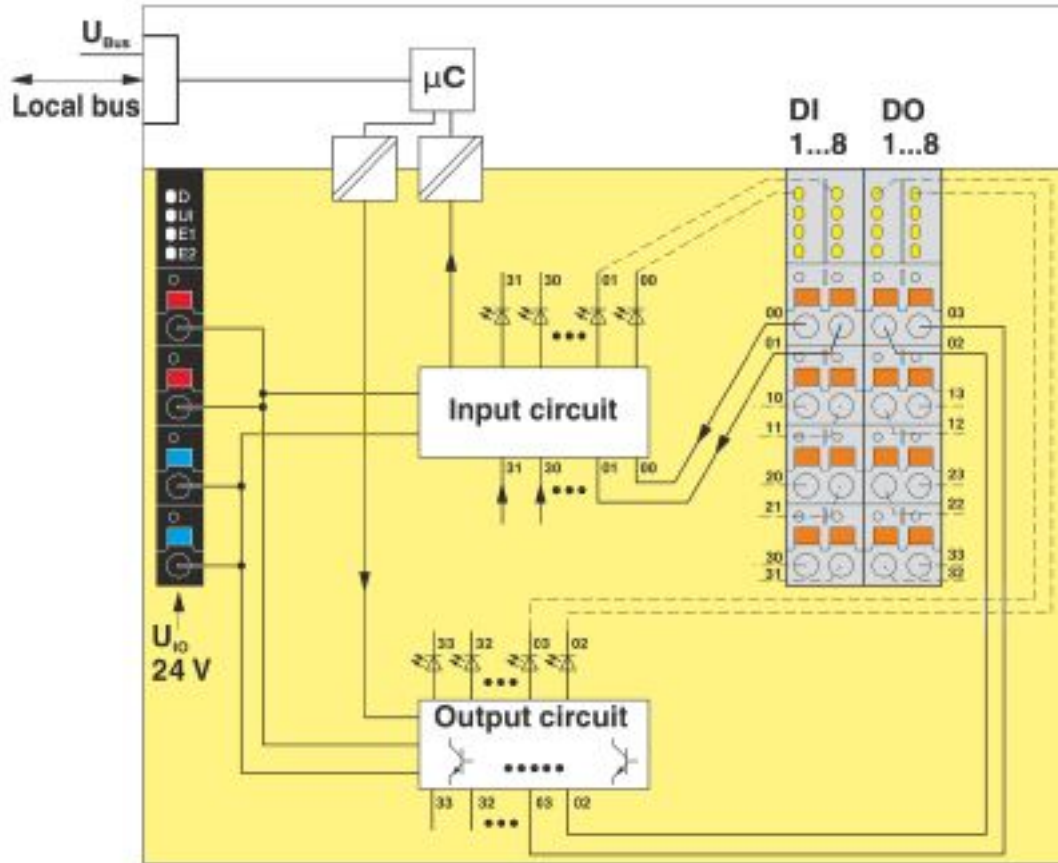 U Bus
Local bus
µC
DI
1...8
DO
1...8
D
UI
E1
E2
31 30 01 00
00 03
01 02
Input circuit
10 13
11 12
31 30 01 00
20 23
21 22
30 33
31 32
U IO
24 V
33 32 03 02
Output circuit
33 32 03 02